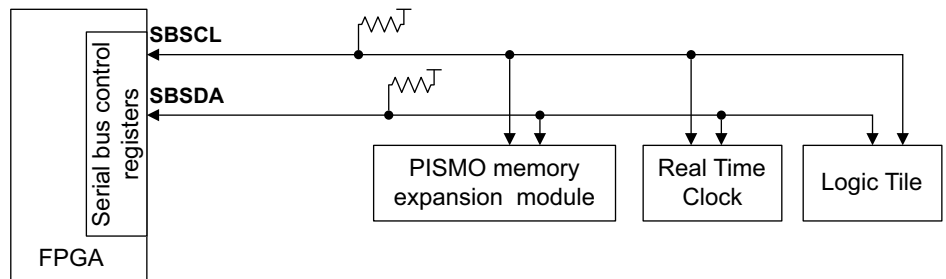 SBSCL
SBSDA
Serial bus control
registers
FPGA
PISMO memory
expansion module
Real Time
Clock
Logic Tile